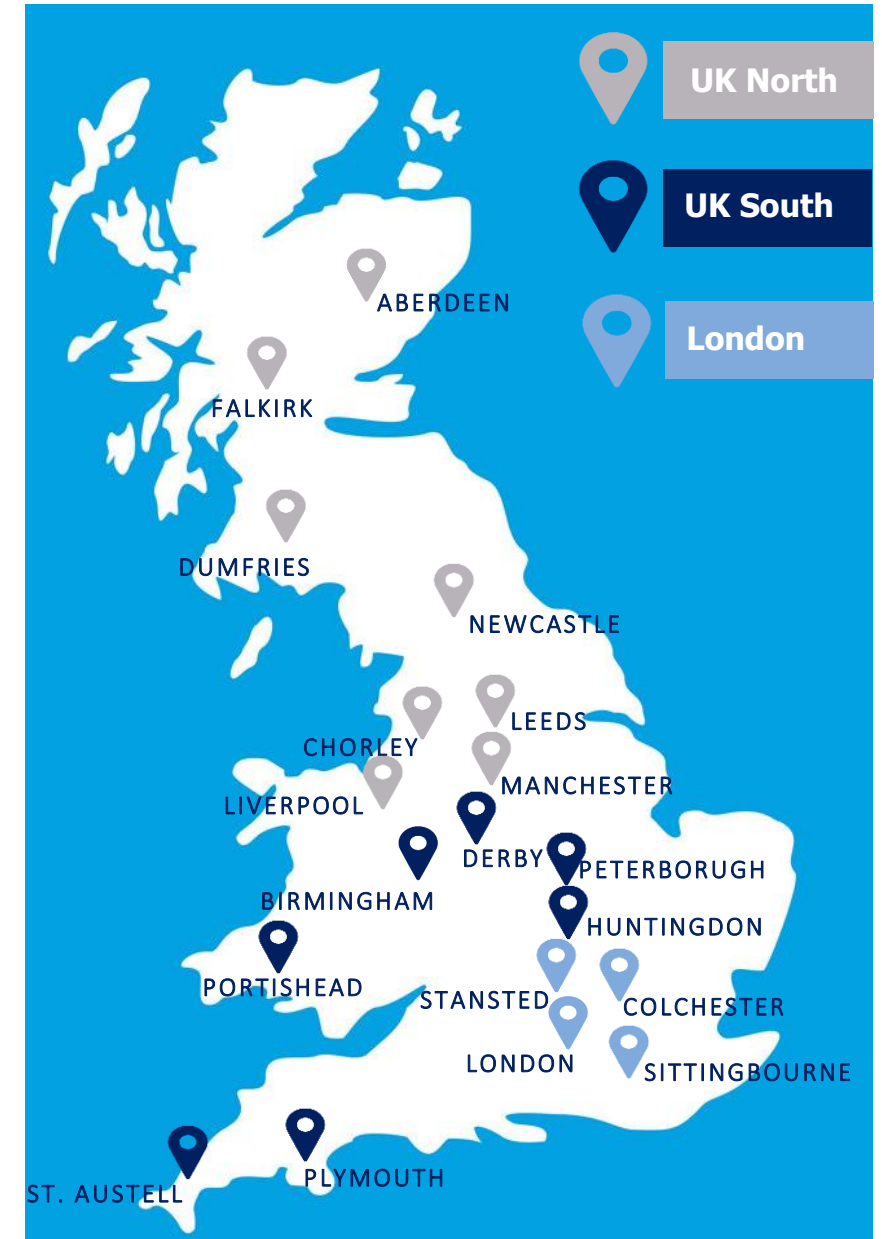 UK North
UK South
ABERDEEN
London
FALKIRK
DUMFRIES
NEWCASTLE
LEEDS
CHORLEY
MANCHESTER
LIVERPOOL
DERBY
PETERBORUGH
BIRMINGHAM
HUNTINGDON
PORTISHEAD
STANSTED
COLCHESTER
LONDON
SITTINGBOURNE
PLYMOUTH
ST. AUSTELL